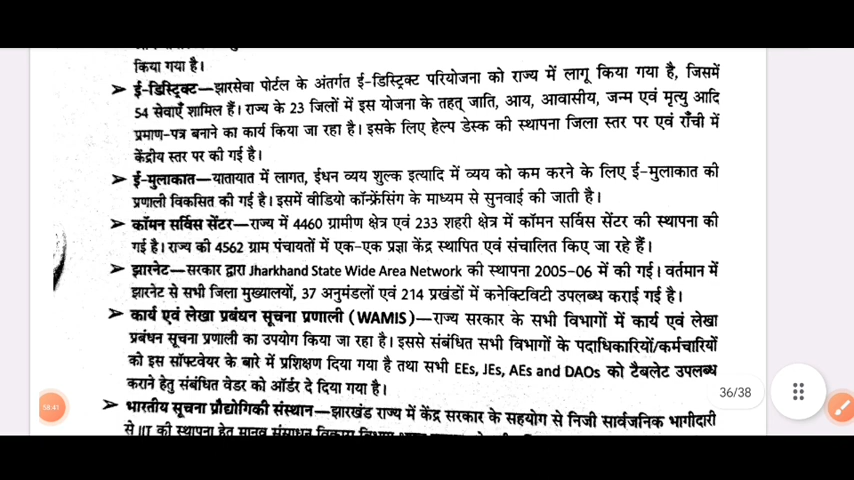 किया गया है।
➢ ई-डिस्ट्रिक्ट—झारसेवा पोर्टल के अंतर्गत ई-डिस्ट्रिक्ट परियोजना को राज्य में लागू किया गया है, जिसमें
54 सेवाएँ शामिल हैं। राज्य के 23 जिलों में इस योजना के तहत् जाति, आय, आवासीय, जन्म एवं मृत्यु आदि
प्रमाण-पत्र बनाने का कार्य किया जा रहा है। इसके लिए हेल्प डेस्क की स्थापना जिला स्तर पर एवं राँची में
केंद्रीय स्तर पर की गई है।
➢ ई-मुलाकात—यातायात में लागत, ईधन व्यय शुल्क इत्यादि में व्यय को कम करने के लिए ई-मुलाकात की
प्रणाली विकसित की गई है। इसमें वीडियो कॉन्फ्रेंसिंग के माध्यम से सुनवाई की जाती है।
➢ कॉमन सर्विस सेंटर—राज्य में 4460 ग्रामीण क्षेत्र एवं 233 शहरी क्षेत्र में कॉमन सर्विस सेंटर की स्थापना की
गई है। राज्य की 4562 ग्राम पंचायतों में एक-एक प्रज्ञा केंद्र स्थापित एवं संचालित किए जा रहे हैं।
➢ झारनेट—सरकार द्वारा Jharkhand State Wide Area Network की स्थापना 2005-06 में की गई। वर्तमान में
झारनेट से सभी जिला मुख्यालयों, 37 अनुमंडलों एवं 214 प्रखंडों में कनेक्टिविटी उपलब्ध कराई गई है।
➢ कार्य एवं लेखा प्रबंधन सूचना प्रणाली (WAMIS)—राज्य सरकार के सभी विभागों में कार्य एवं लेखा
प्रबंधन सूचना प्रणाली का उपयोग किया जा रहा है। इससे संबंधित सभी विभागों के पदाधिकारियों/कर्मचारियों
को इस सॉफ्टवेयर के बारे में प्रशिक्षण दिया गया है तथा सभी EEs, JEs, AEs and DAOs को टैबलेट उपलब्ध
कराने हेतु संबंधित वेडर को ऑर्डर दे दिया गया है।
36/38
58:41
➢ भारतीय सूचना प्रौद्योगिकी संस्थान—झारखंड राज्य में केंद्र सरकार के सहयोग से निजी सार्वजनिक भागीदारी
से IIT की स्थापना हेतु मानव संसाधन विकास विभाग